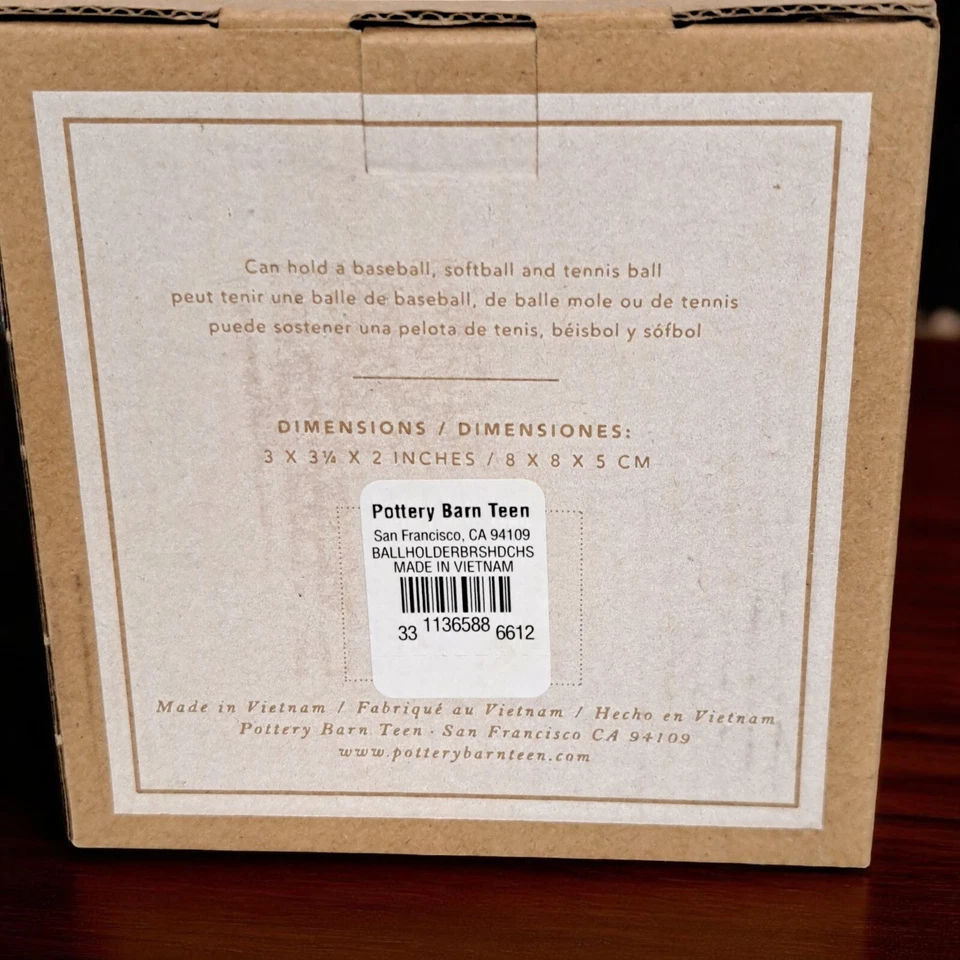 Can hold a baseball, softball and tennis ball
peut tenir une balle de baseball, de balle mole ou de tennis
puede sostener una pelota de tenis, béisbol y sófbol
DIMENSIONS / DIMENSIONES:
3 X 3¼ X 2 INCHES / 8 X 8 X 5 CM
Pottery Barn Teen
San Francisco, CA 94109
BALLHOLDERBRSHDCHS
MADE IN VIETNAM
33 1136588 6612
Made in Vietnam / Fabriqué au Vietnam / Hecho en Vietnam
Pottery Barn Teen · San Francisco CA 94109
www.potterybarnteen.com